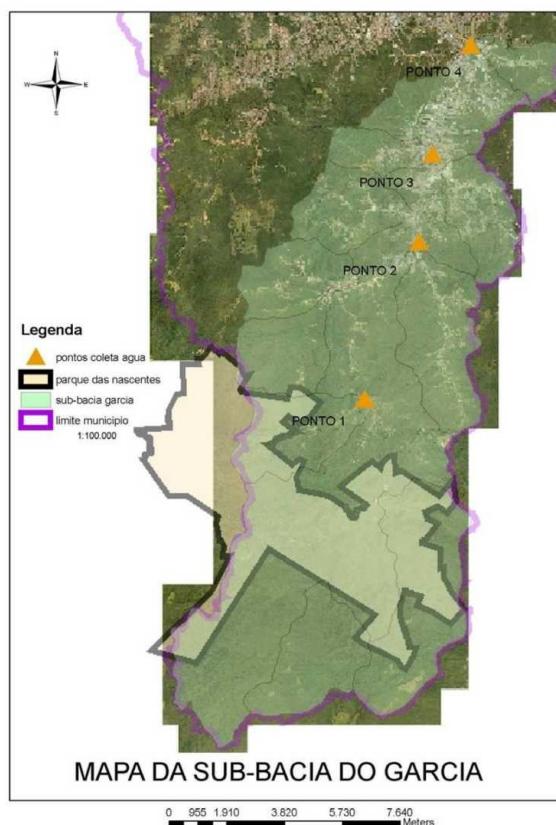 N
W E
S
PONTO 4
PONTO 3
PONTO 2
Legenda
pontos coleta agua
parque das nascentes
sub-bacia garcia
limite municipio
1:100.000
PONTO 1
MAPA DA SUB-BACIA DO GARCIA
0 955 1.910 3.820 5.730 7.640
Meters